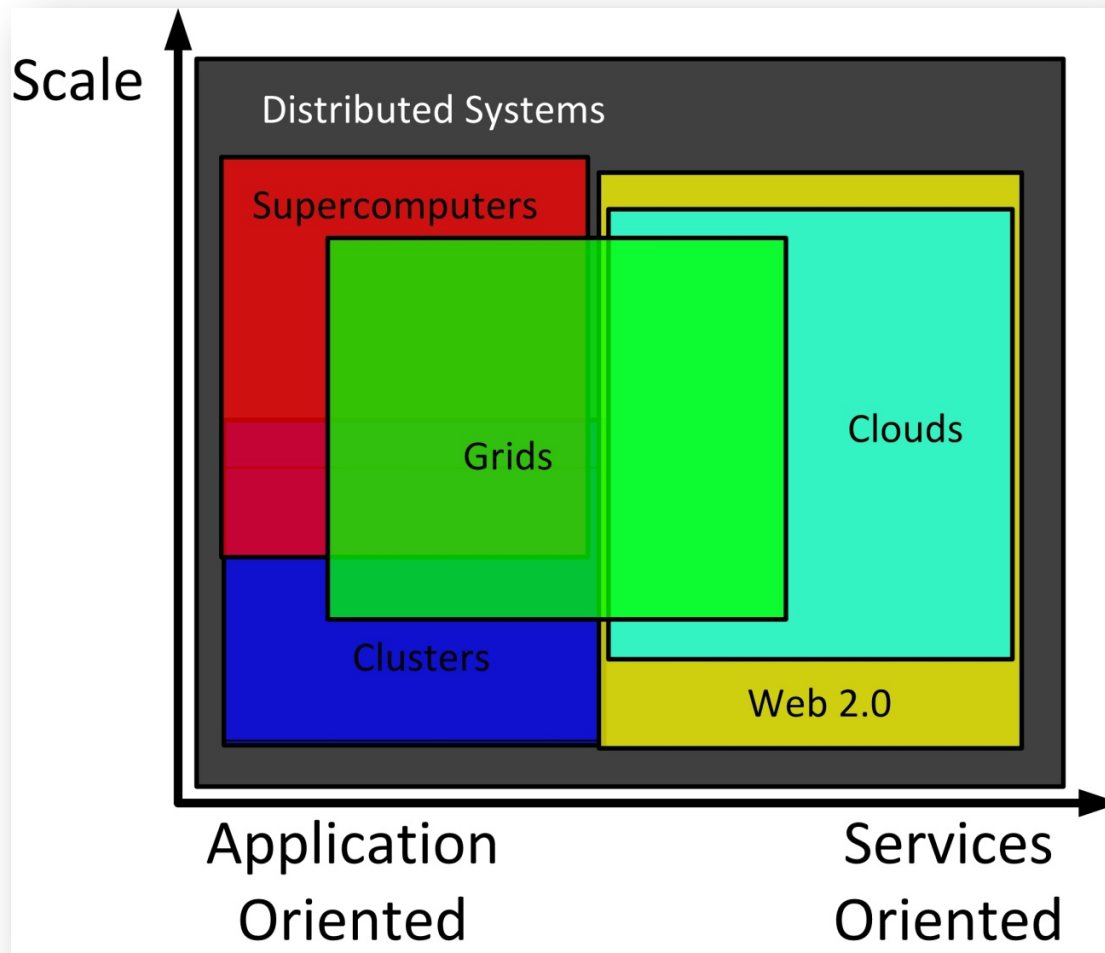 Scale
Distributed Systems
Supercomputers
Grids
Clouds
Clusters
Web 2.0
Application
Oriented
Services
Oriented